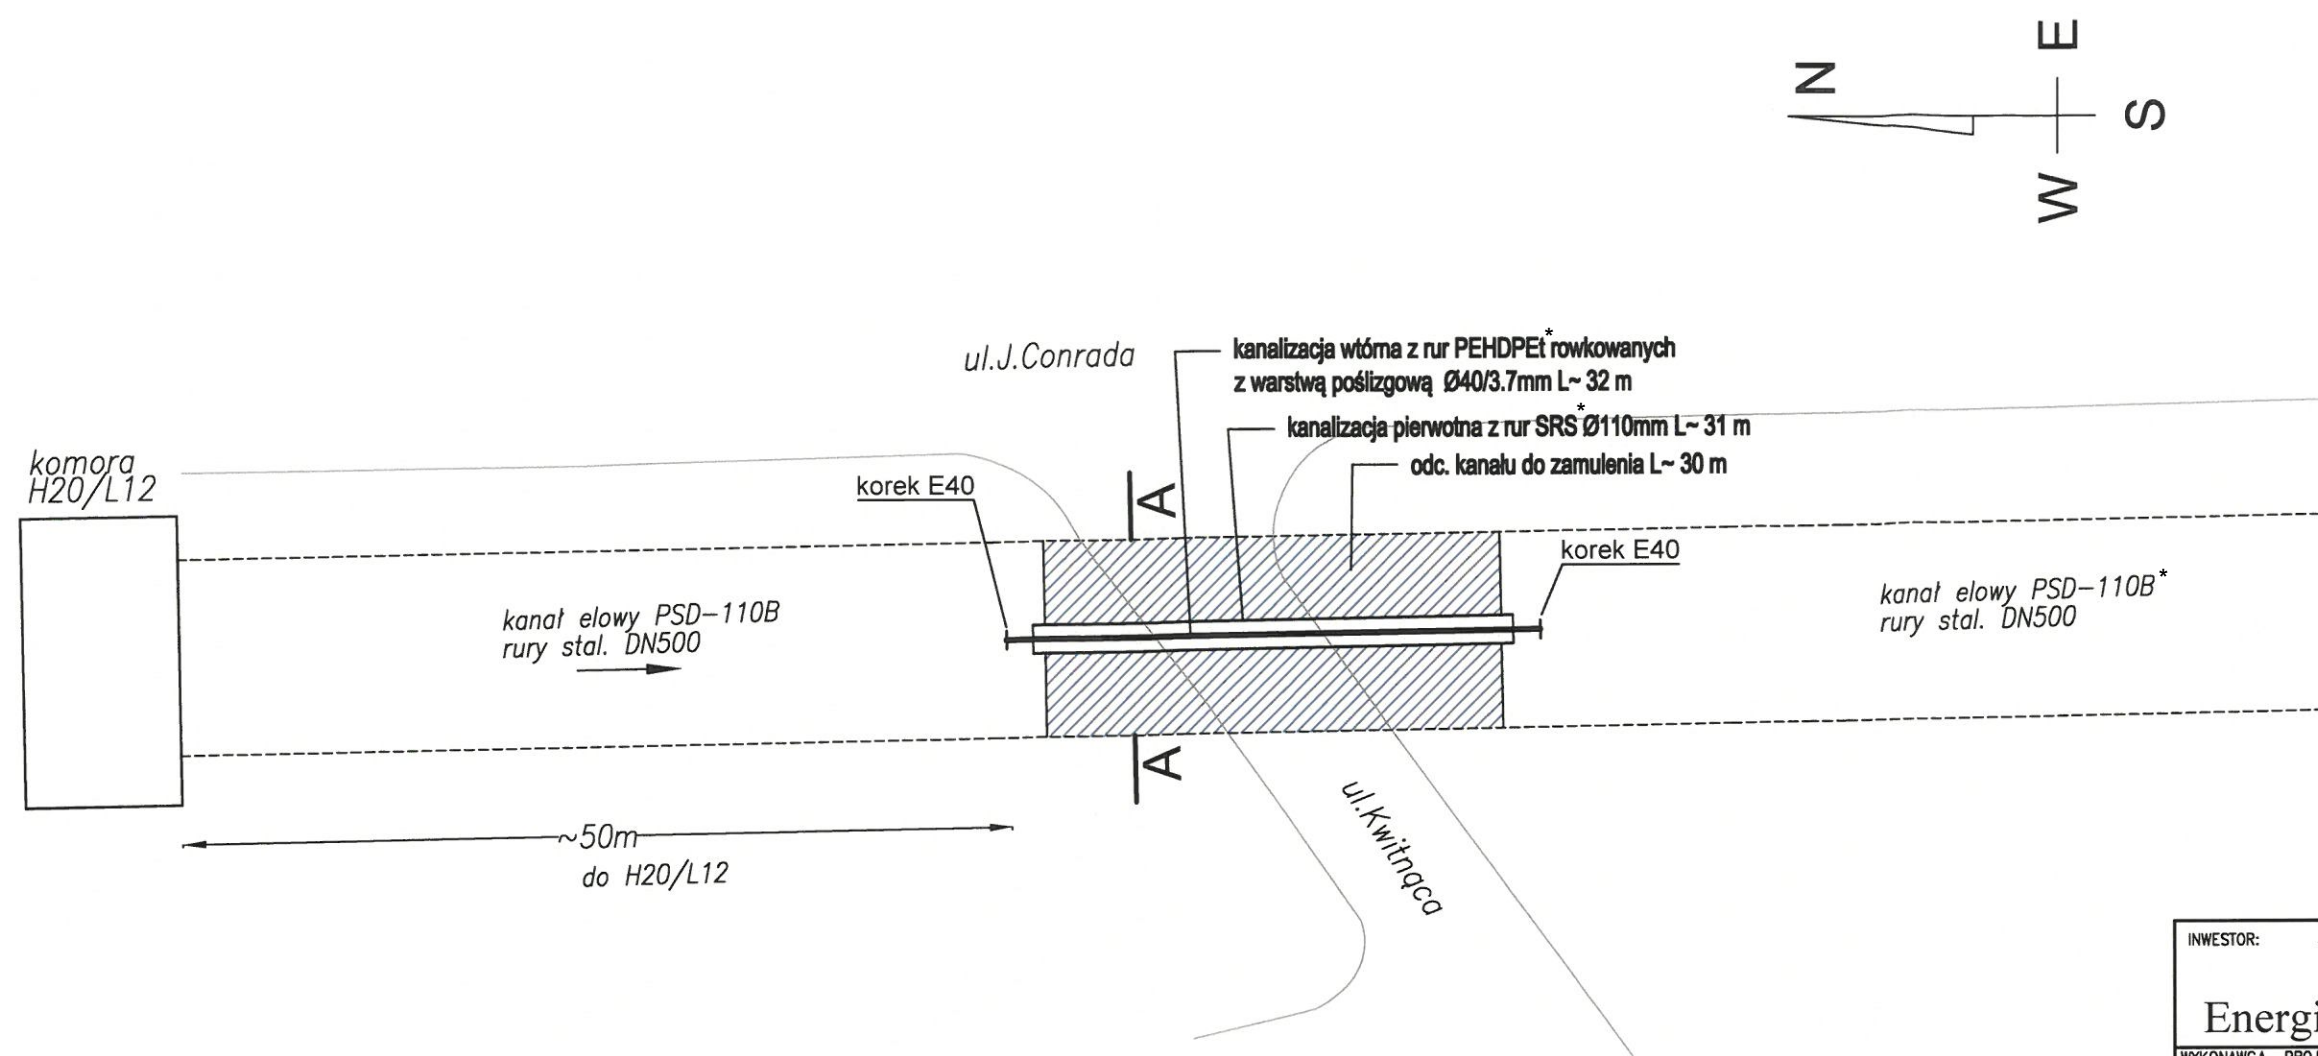 N
E
W
S
ul.J.Conrada
kanalizacja wtórna z rur PEHDPEt* rowkowanych
z warstwą poślizgową Ø40/3.7mm L~ 32 m
kanalizacja pierwotna z rur SRS* Ø110mm L~ 31 m
odc. kanału do zamulenia L~ 30 m
komora
H20/L12
korek E40
A
korek E40
kanał elowy PSD-110B
rury stal. DN500
kanał elowy PSD-110B*
rury stal. DN500
A
~50m
do H20/L12
ul.Kwitnąca
INWESTOR:
Energi